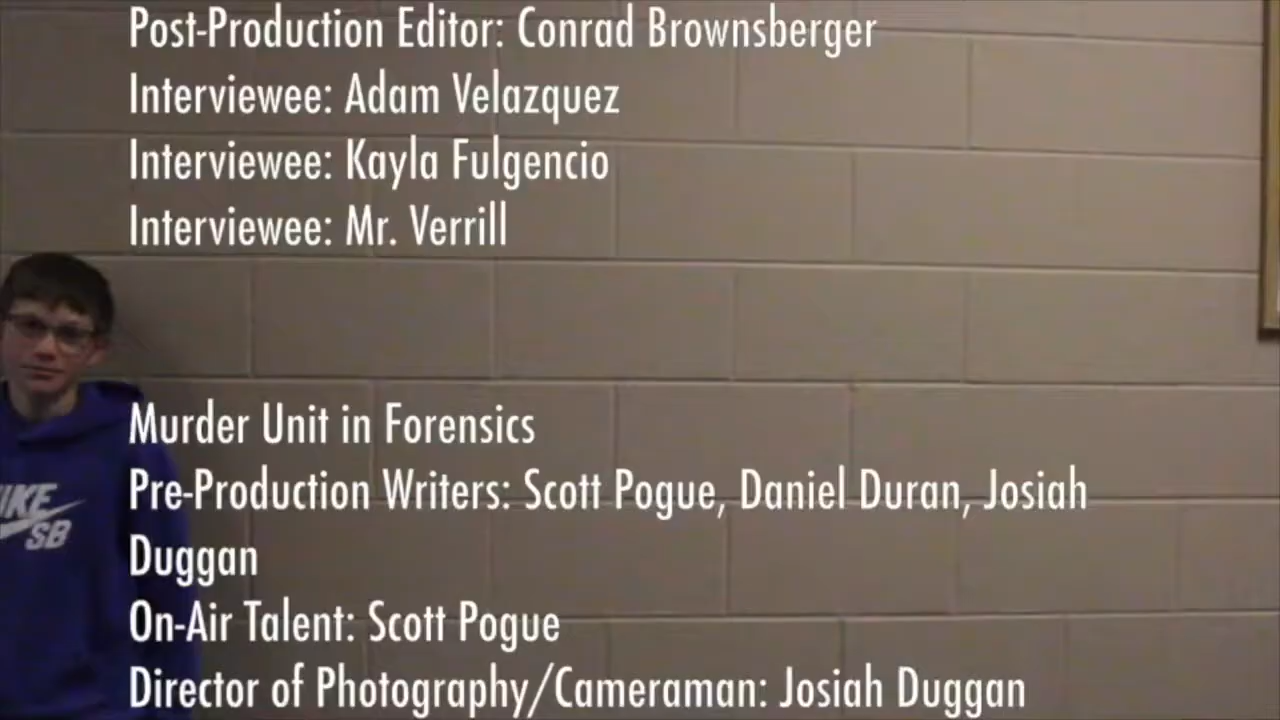 Post-Production Editor: Conrad Brownsberger
Interviewee: Adam Velazquez
Interviewee: Kayla Fulgencio
Interviewee: Mr. Verrill
Murder Unit in Forensics
Pre-Production Writers: Scott Pogue, Daniel Duran, Josiah
Duggan
On-Air Talent: Scott Pogue
Director of Photography/Cameraman: Josiah Duggan
IKE
SB